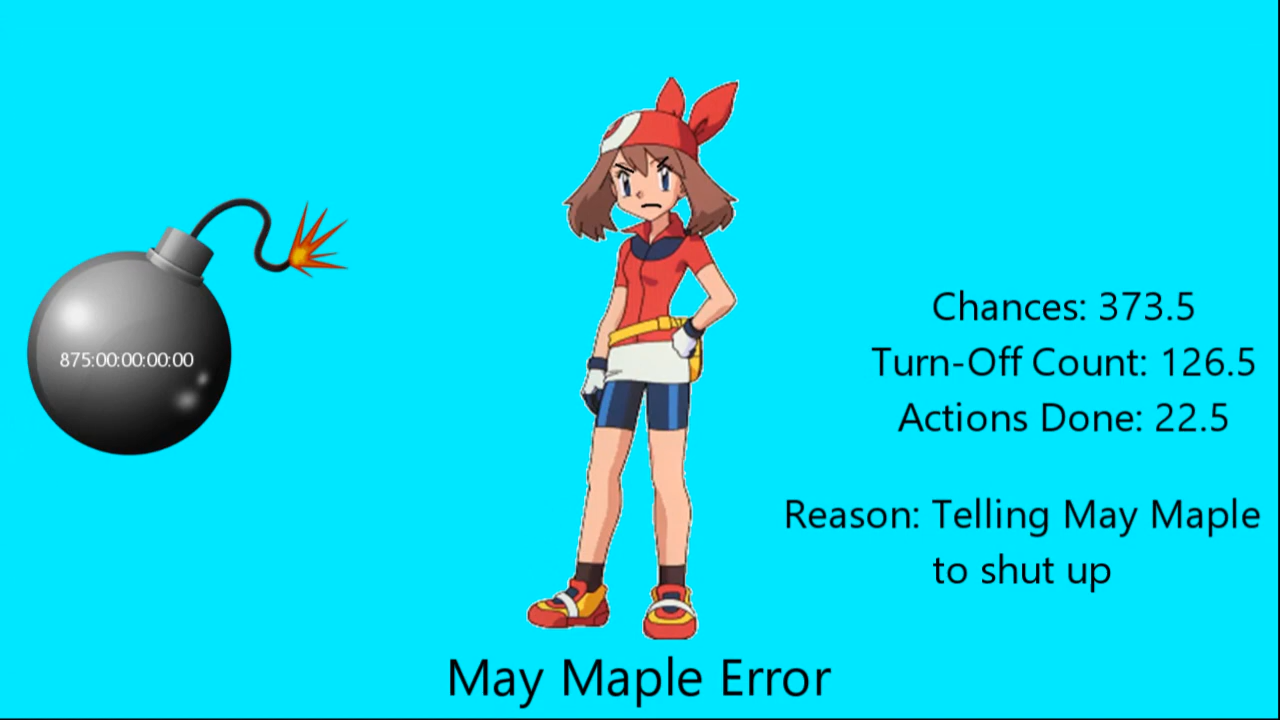 875:00:00:00:00
Chances: 373.5
Turn-Off Count: 126.5
Actions Done: 22.5
Reason: Telling May Maple
to shut up
May Maple Error